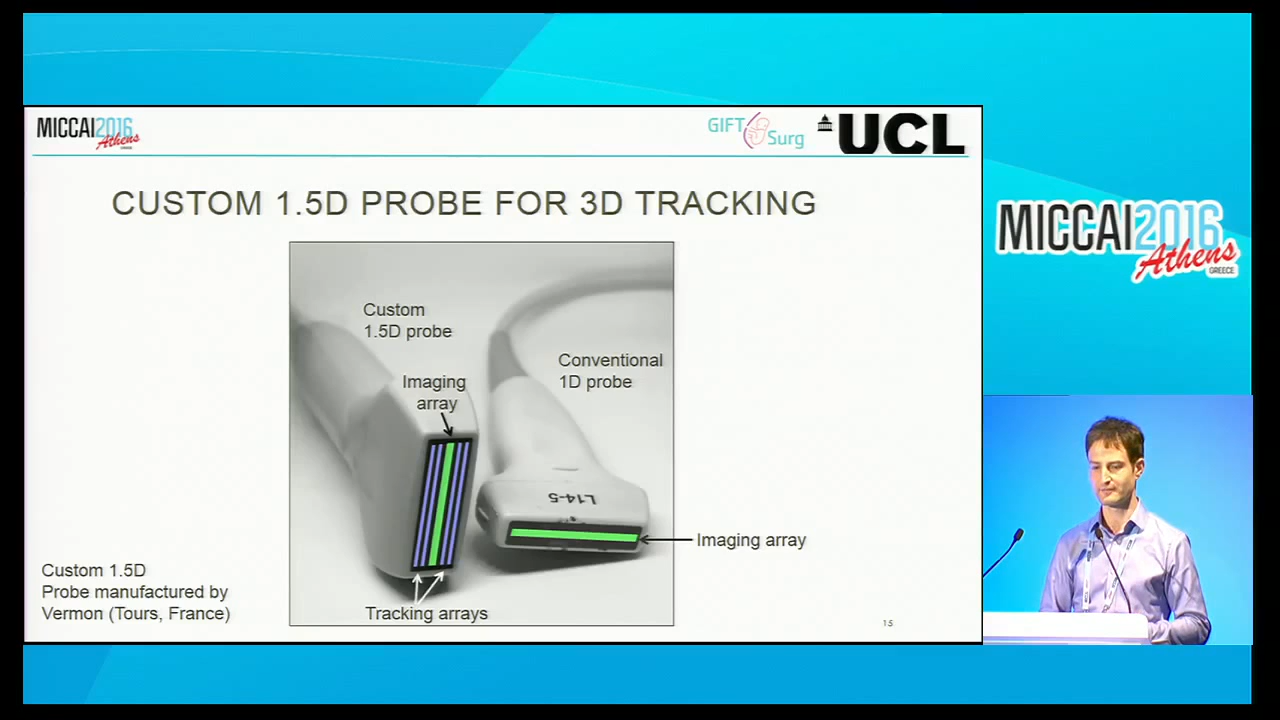 MICCAI2016
Athens
GREECE
GIFT
Surg
UCL
CUSTOM 1.5D PROBE FOR 3D TRACKING
Custom
1.5D probe
Conventional
1D probe
Imaging
array
L14-5
Imaging array
Tracking arrays
Custom 1.5D
Probe manufactured by
Vermon (Tours, France)
15
MICCAI2016
Athens
GREECE